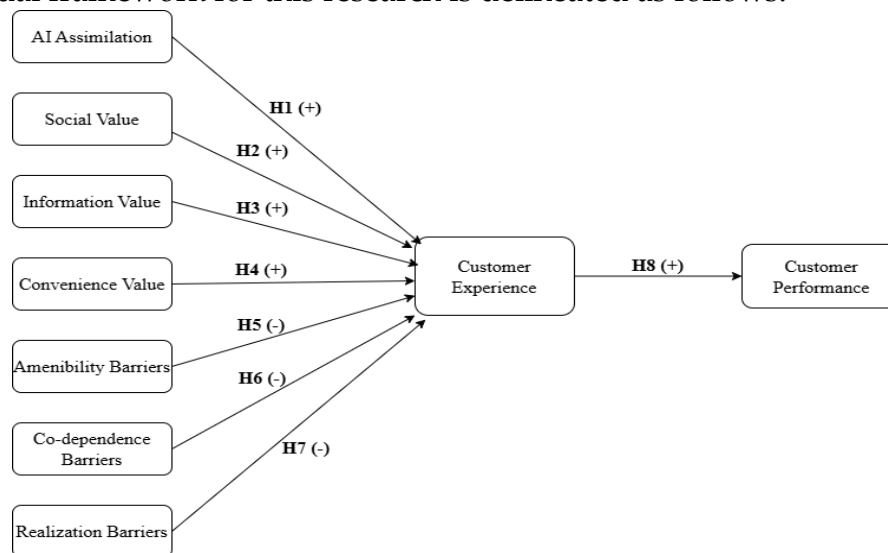 AI Assimilation
H1 (+)
Social Value
H2 (+)
Information Value
H3 (+)
Convenience Value
H4 (+)
Customer
Experience
H8 (+)
Customer
Performance
H5 (-)
Amenibility Barriers
H6 (-)
Co-dependence
Barriers
H7 (-)
Realization Barriers